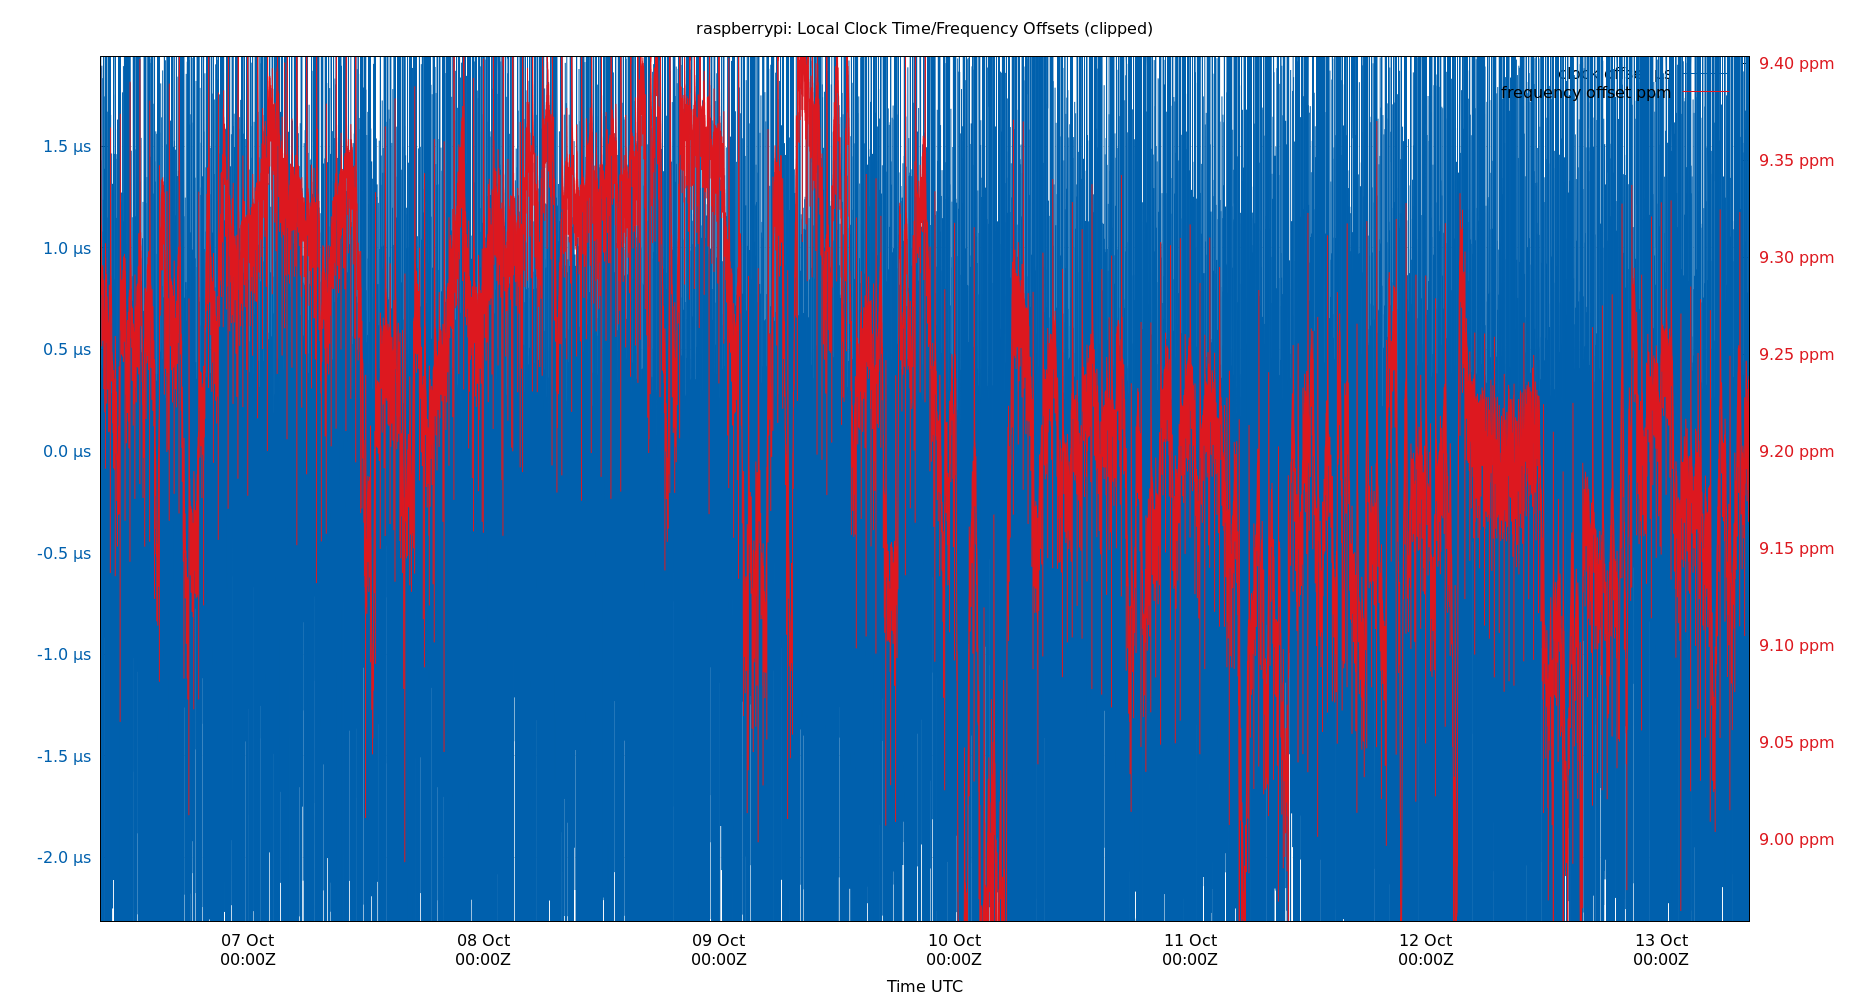 raspberrypi: Local Clock Time/Frequency Offsets (clipped)
clock offset µs
frequency offset ppm
1.5 µs
1.0 µs
0.5 µs
0.0 µs
-0.5 µs
-1.0 µs
-1.5 µs
-2.0 µs
9.40 ppm
9.35 ppm
9.30 ppm
9.25 ppm
9.20 ppm
9.15 ppm
9.10 ppm
9.05 ppm
9.00 ppm
07 Oct
00:00Z
08 Oct
00:00Z
09 Oct
00:00Z
10 Oct
00:00Z
11 Oct
00:00Z
12 Oct
00:00Z
13 Oct
00:00Z
Time UTC